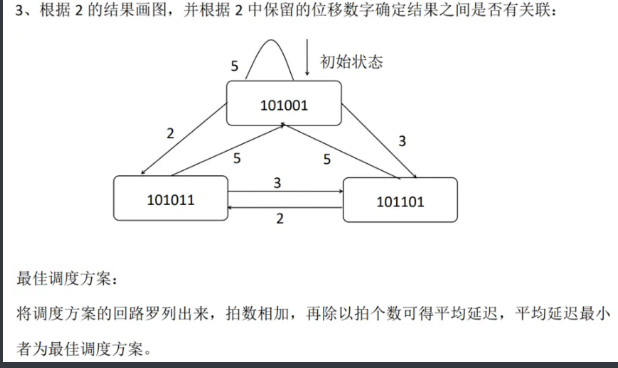 3、根据 2 的结果画图，并根据 2 中保留的位移数字确定结果之间是否有关联：
5
初始状态
101001
2
3
5
5
3
101011
101101
2
最佳调度方案：
将调度方案的回路罗列出来，拍数相加，再除以拍个数可得平均延迟，平均延迟最小
者为最佳调度方案。